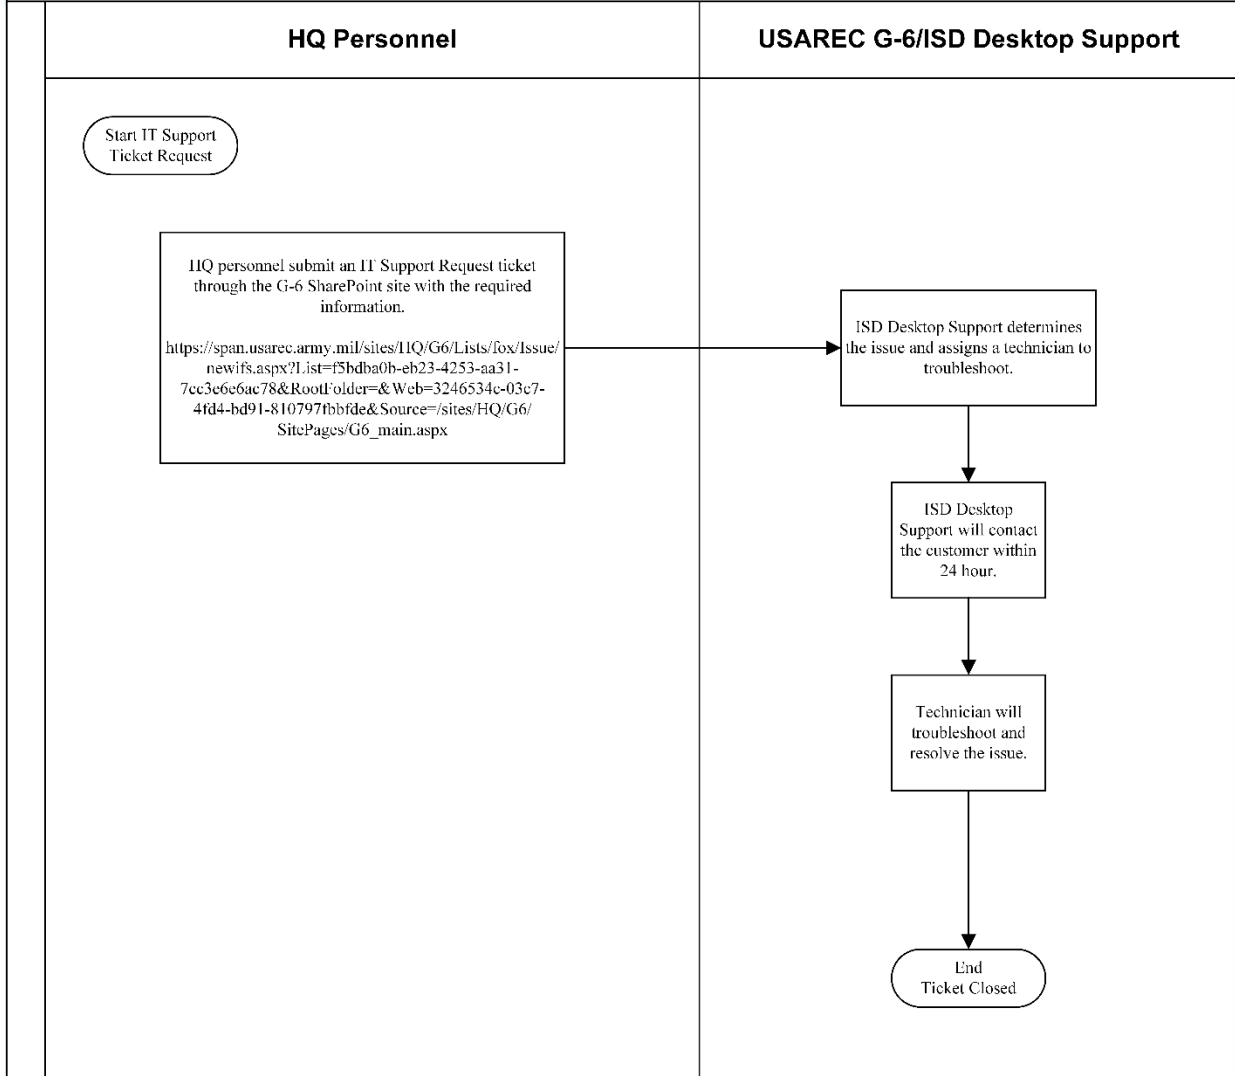 HQ Personnel
USAREC G-6/ISD Desktop Support
Start IT Support
Ticket Request
HQ personnel submit an IT Support Request ticket
through the G-6 SharePoint site with the required
information.
https://span.usarec.army.mil/sites/HQ/G6/Lists/fox/Issue/
newifs.aspx?List=f5bdba0b-eb23-4253-aa31-
7cc3e6e6ac78&RootFolder=&Web=3246534c-03c7-
4fd4-bd91-810797fbbfde&Source=/sites/HQ/G6/
SitePages/G6_main.aspx
ISD Desktop Support determines
the issue and assigns a technician to
troubleshoot.
ISD Desktop
Support will contact
the customer within
24 hour.
Technician will
troubleshoot and
resolve the issue.
End
Ticket Closed